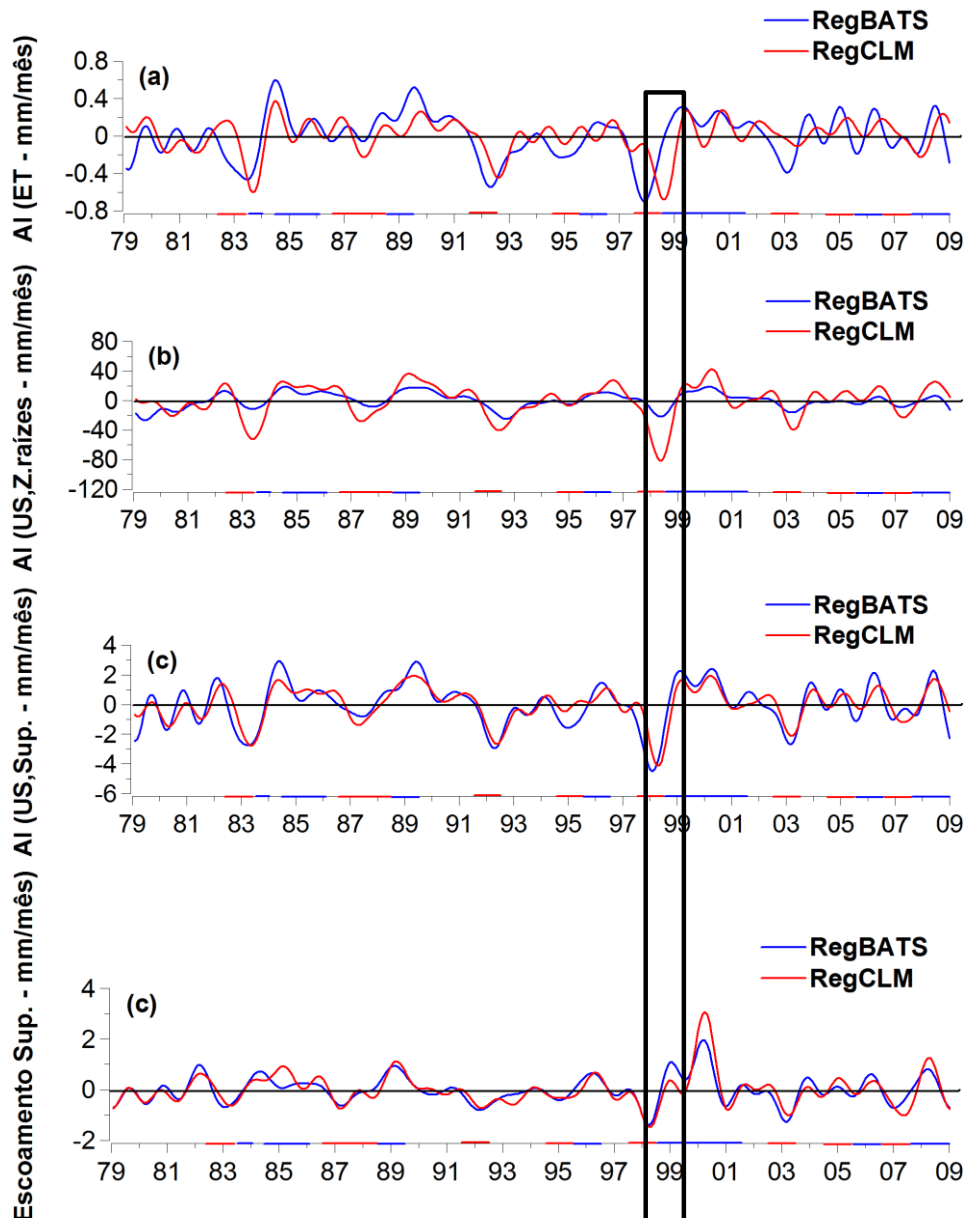 RegBATS
RegCLM
AI (ET - mm/mês)
(a)
0.8
0.4
0
-0.4
-0.8
79 81 83 85 87 89 91 93 95 97 99 01 03 05 07 09
RegBATS
RegCLM
AI (US,Z.raízes - mm/mês)
(b)
80
40
0
-40
-80
-120
79 81 83 85 87 89 91 93 95 97 99 01 03 05 07 09
RegBATS
RegCLM
AI (US,Sup. - mm/mês)
(c)
4
2
0
-2
-4
-6
79 81 83 85 87 89 91 93 95 97 99 01 03 05 07 09
RegBATS
RegCLM
Escoamento Sup. - mm/mês)
(c)
4
2
0
-2
79 81 83 85 87 89 91 93 95 97 99 01 03 05 07 09